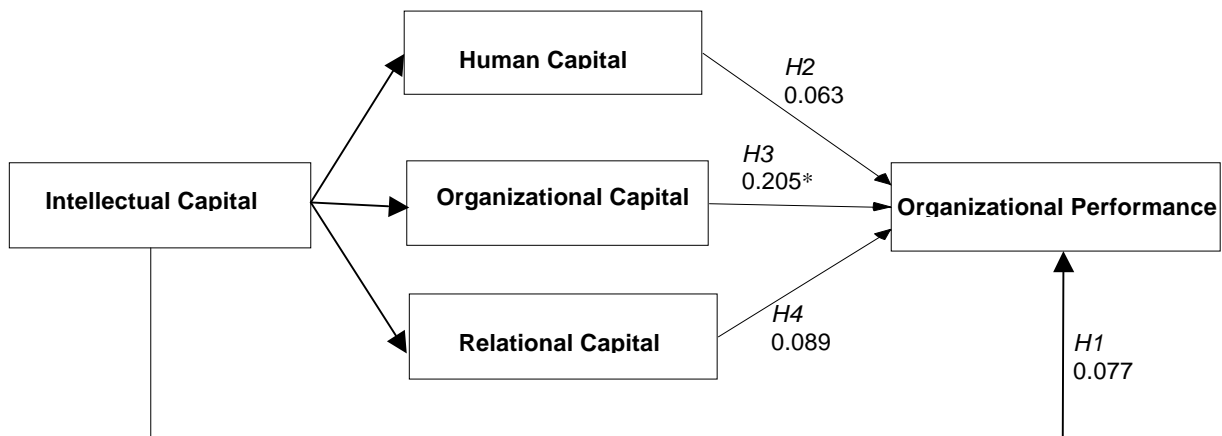 Human Capital
H2
0.063
H3
0.205*
Intellectual Capital
Organizational Capital
Organizational Performance
H4
0.089
Relational Capital
H1
0.077